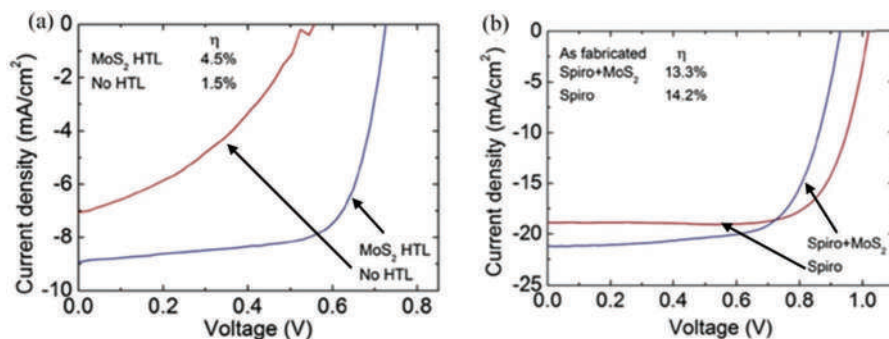 (a)
0
-2
-4
-6
-8
-10
Current density (mA/cm²)
MoS₂ HTL 4.5%
η
No HTL 1.5%
MoS₂ HTL
No HTL
0.0 0.2 0.4 0.6 0.8
Voltage (V)
(b)
0
-5
-10
-15
-20
-25
Current density (mA/cm²)
As fabricated η
Spiro+MoS₂ 13.3%
Spiro 14.2%
Spiro+MoS₂
Spiro
0.0 0.2 0.4 0.6 0.8 1.0
Voltage (V)